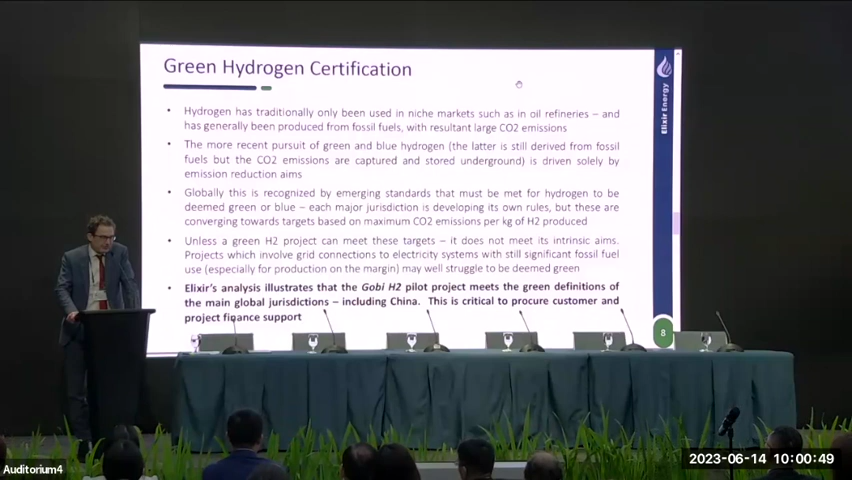 Green Hydrogen Certification
• Hydrogen has traditionally only been used in niche markets such as in oil refineries – and
has generally been produced from fossil fuels, with resultant large CO2 emissions
• The more recent pursuit of green and blue hydrogen (the latter is still derived from fossil
fuels but the CO2 emissions are captured and stored underground) is driven solely by
emission reduction aims
• Globally this is recognized by emerging standards that must be met for hydrogen to be
deemed green or blue – each major jurisdiction is developing its own rules, but these are
converging towards targets based on maximum CO2 emissions per kg of H2 produced
• Unless a green H2 project can meet these targets – it does not meet its intrinsic aims.
Projects which involve grid connections to electricity systems with still significant fossil fuel
use (especially for production on the margin) may well struggle to be deemed green
• Elixir's analysis illustrates that the Gobi H2 pilot project meets the green definitions of
the main global jurisdictions – including China. This is critical to procure customer and
project finance support
Elixir Energy
8
Auditorium4
2023-06-14 10:00:49